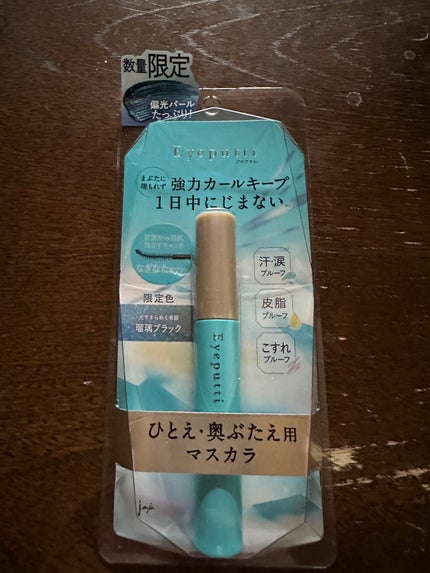 数量限定
偏光パール
たっぷり!
Eyeputti
アイプチ®
まぶたに
埋もれず
強力カールキープ
1日中にじまない
なぎなた
汗・涙
プルーフ
限定色
皮脂
プルーフ
瑠璃ブラック
こすれ
プルーフ
Eyeputti
ひとえ・奥ぶたえ用
マスカラ